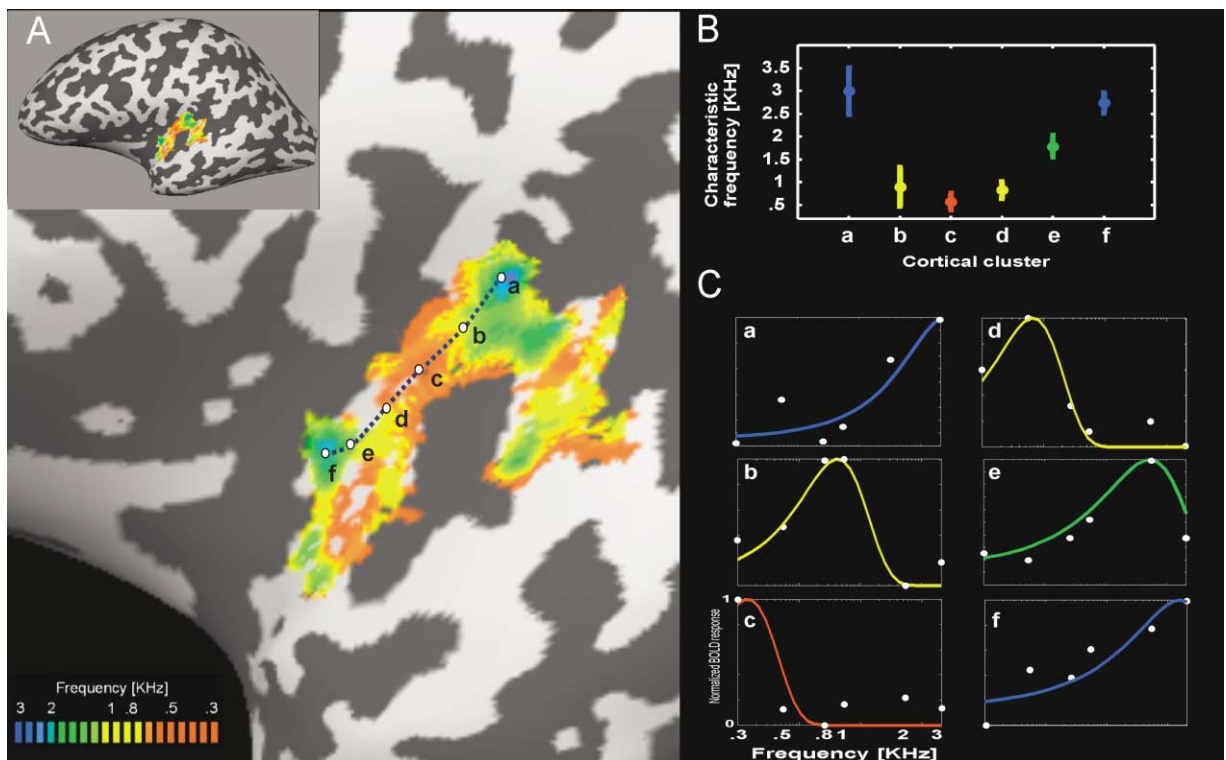 A
a
b
c
d
e
f
Frequency [KHz]
3 2 1 .8 .5 .3
B
Characteristic
frequency [KHz]
3.5
3
2.5
2
1.5
1
.5
a b c d e f
Cortical cluster
C
a
d
b
e
c
f
Normalized BOLD response
1
0
.3 .5 .8 1 2 3
Frequency [KHz]